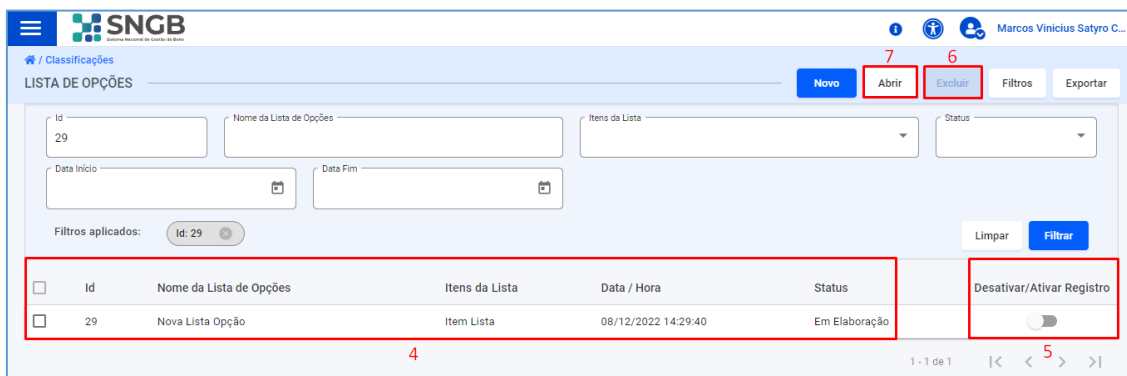 SNGB
Sistema Nacional de Gestão de Bens
Marcos Vinicius Satyro C...
/ Classificações
7 6
LISTA DE OPÇÕES Novo Abrir Excluir Filtros Exportar
Id Nome da Lista de Opções Itens da Lista Status
29
Data Início Data Fim
Filtros aplicados: Id: 29 Limpar Filtrar
Id Nome da Lista de Opções Itens da Lista Data / Hora Status Desativar/Ativar Registro
29 Nova Lista Opção Item Lista 08/12/2022 14:29:40 Em Elaboração
4 5
1 - 1 de 1